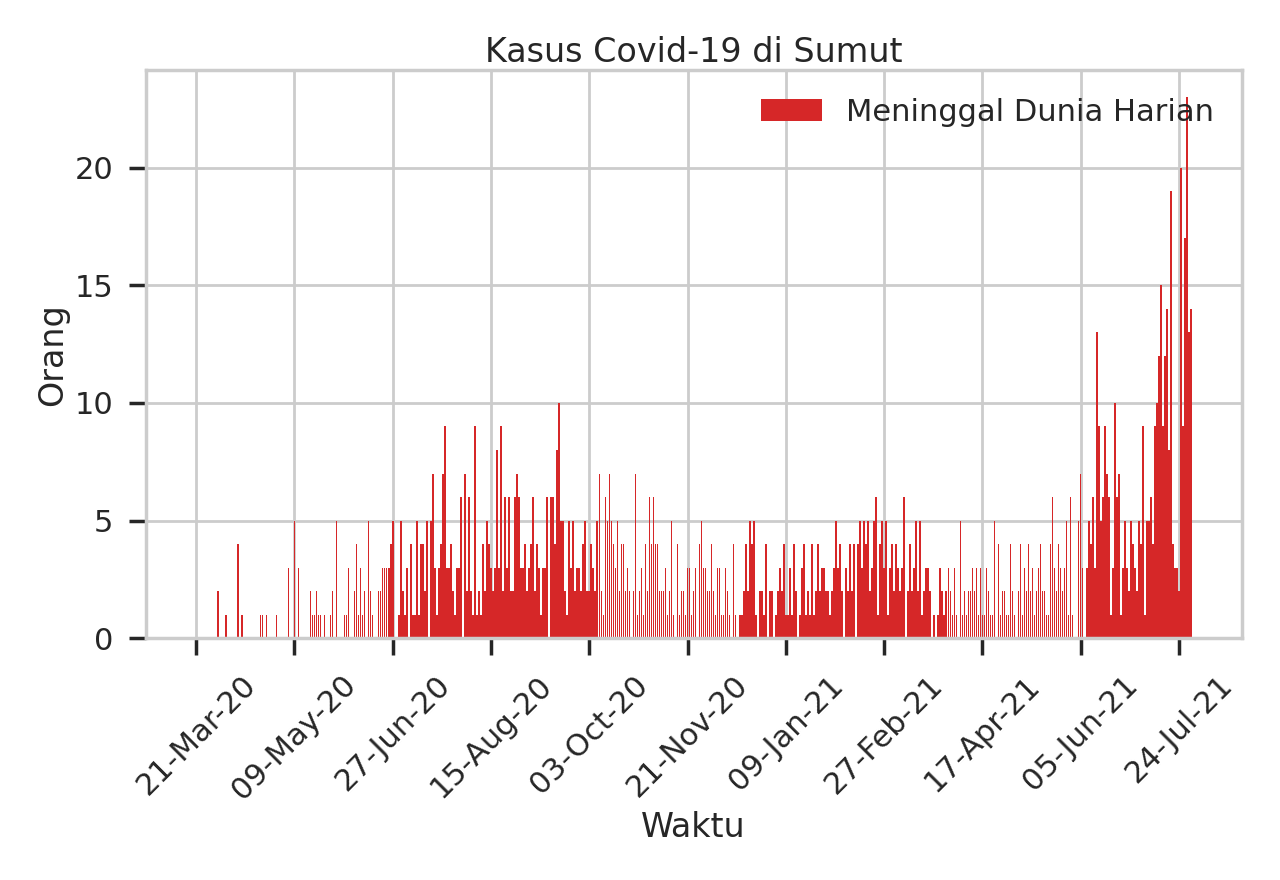 Kasus Covid-19 di Sumut
Meninggal Dunia Harian
Orang
20
15
10
5
0
21-Mar-20
09-May-20
27-Jun-20
15-Aug-20
03-Oct-20
21-Nov-20
09-Jan-21
27-Feb-21
17-Apr-21
05-Jun-21
24-Jul-21
Waktu